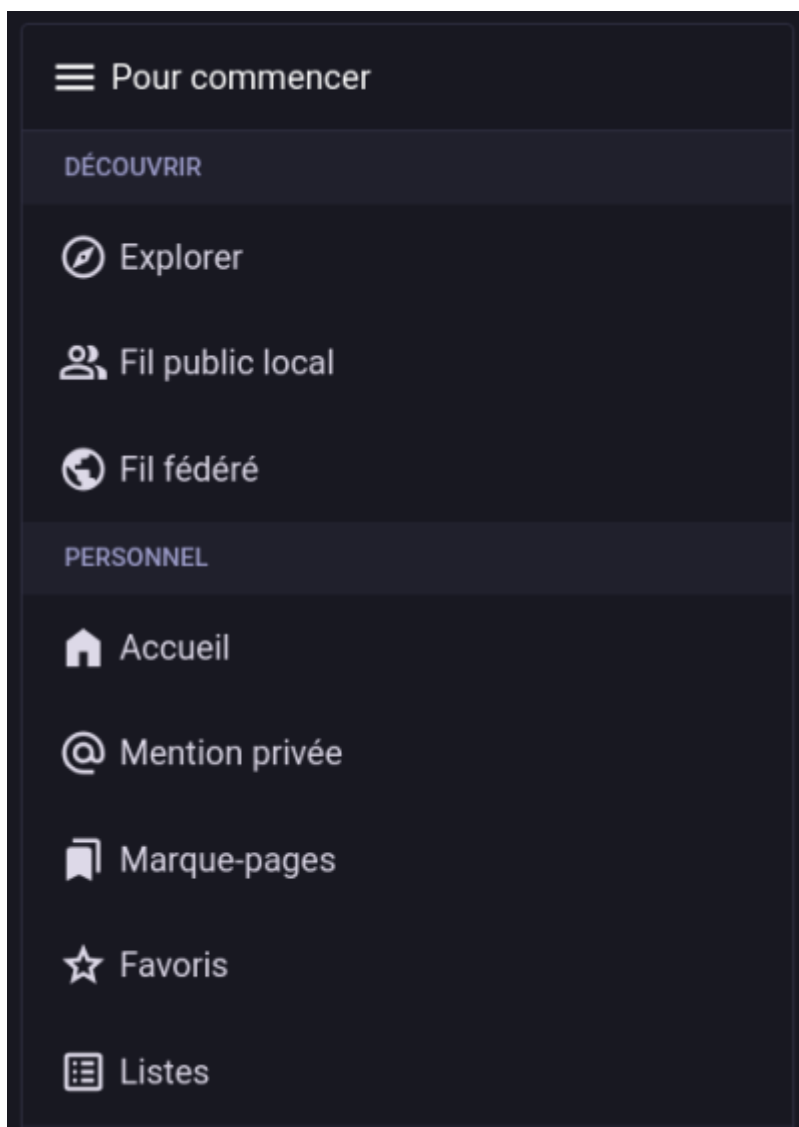 Pour commencer
DÉCOUVRIR
Explorer
Fil public local
Fil fédéré
PERSONNEL
Accueil
Mention privée
Marque-pages
Favoris
Listes